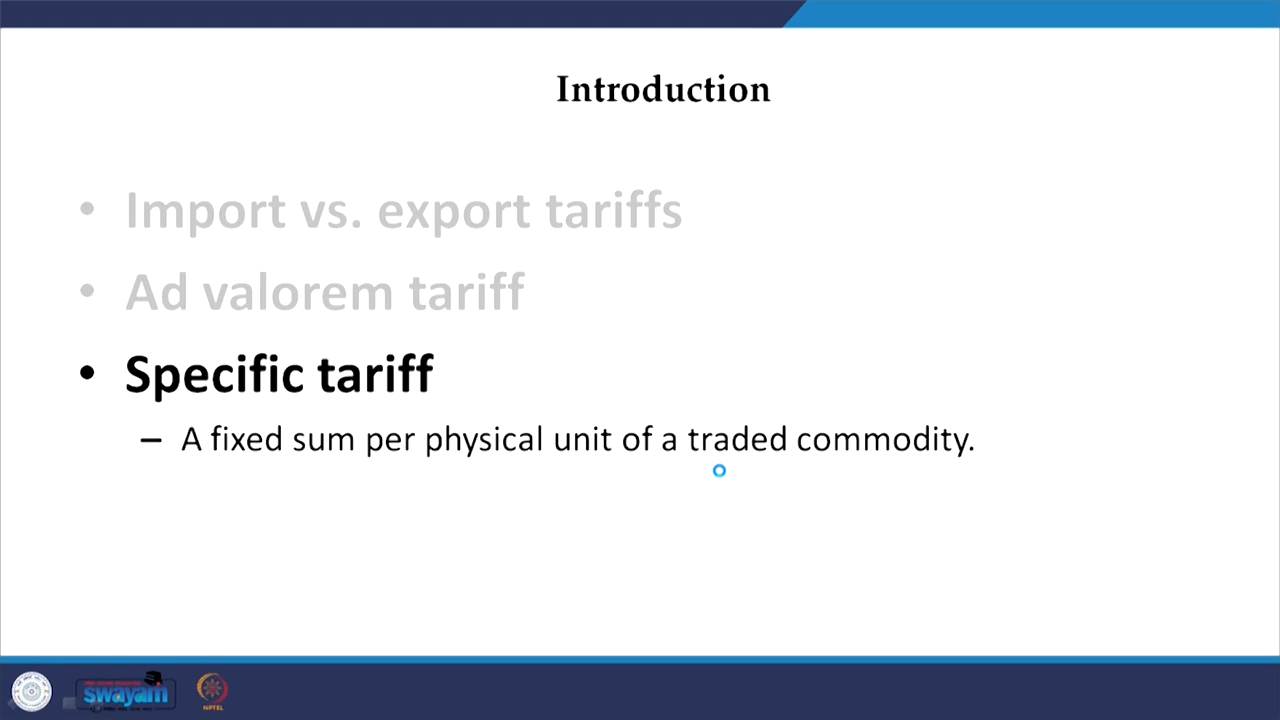 Introduction
• Import vs. export tariffs
• Ad valorem tariff
• Specific tariff
– A fixed sum per physical unit of a traded commodity.
swayam
NPTEL